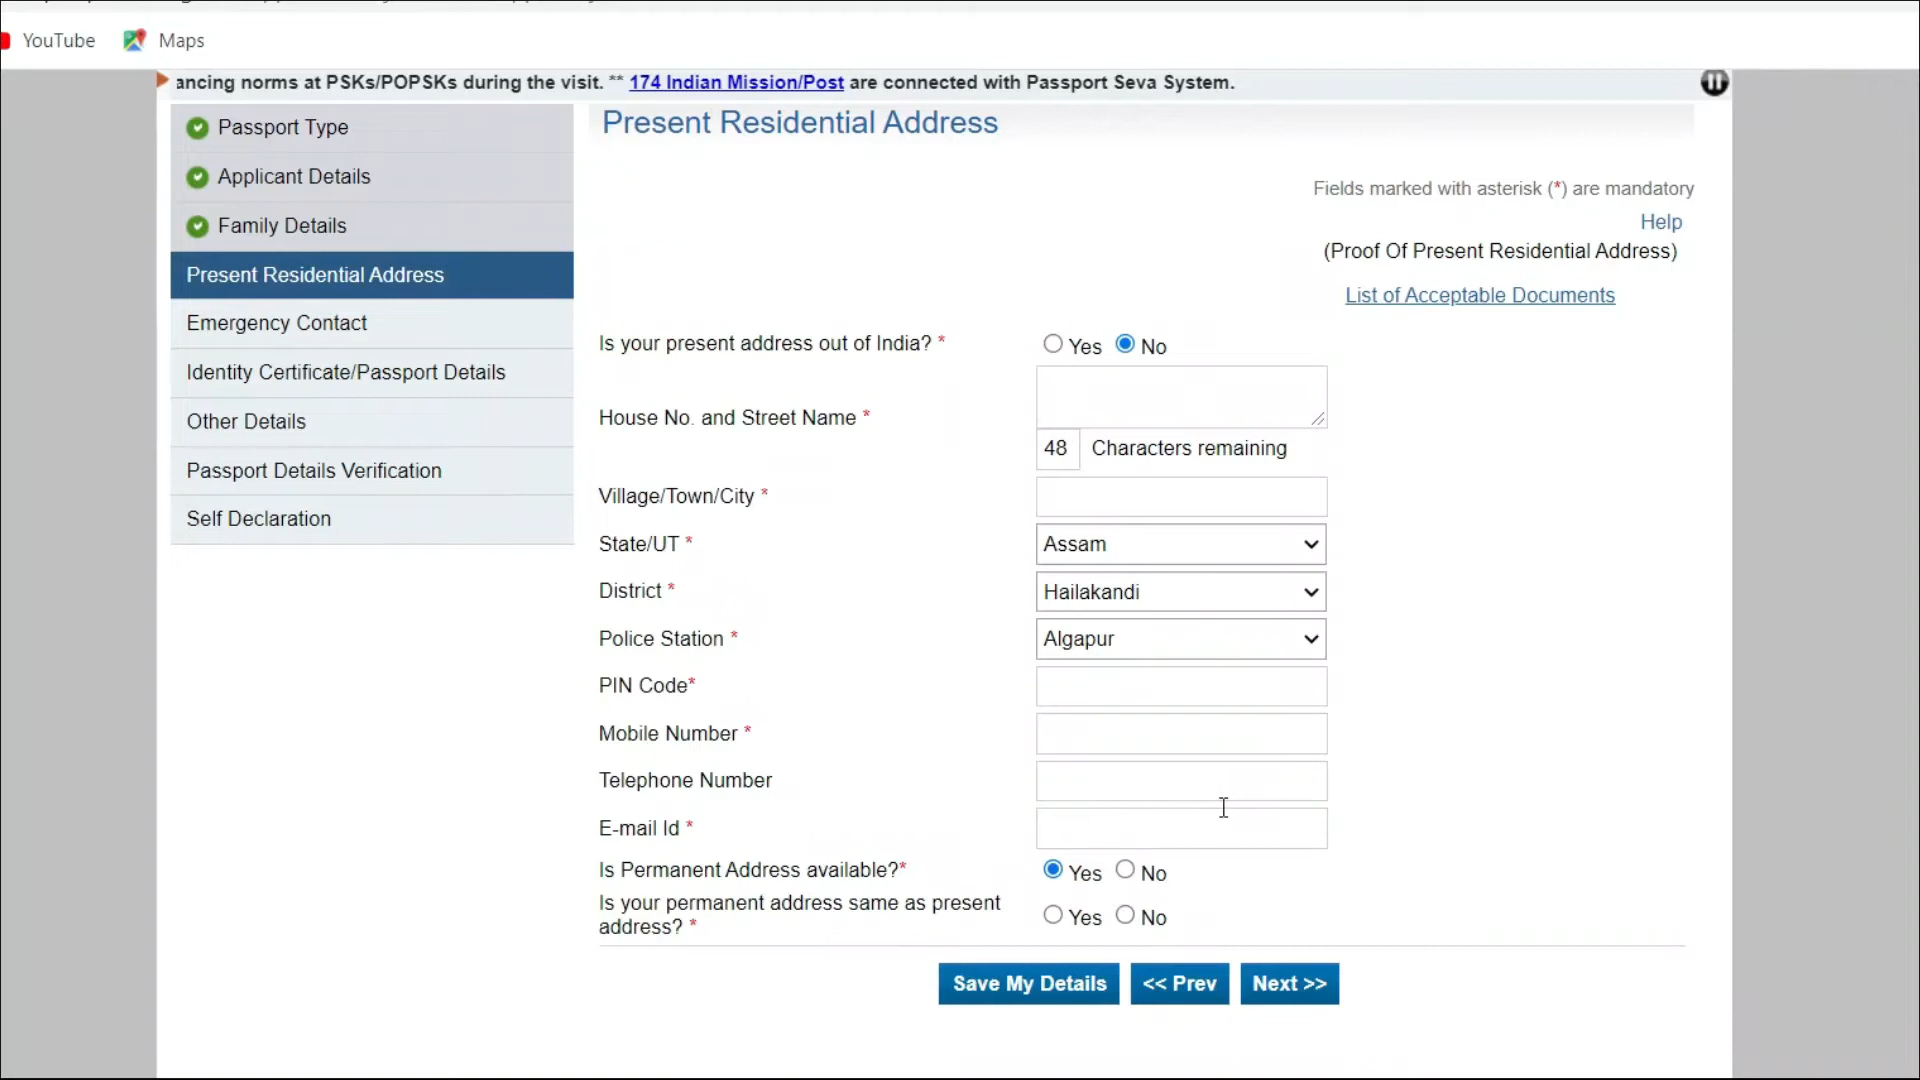 YouTube Maps
ancing norms at PSKs/POPSKs during the visit. ** 174 Indian Mission/Post are connected with Passport Seva System.
Passport Type
Applicant Details
Family Details
Present Residential Address
Emergency Contact
Identity Certificate/Passport Details
Other Details
Passport Details Verification
Self Declaration
Present Residential Address
Fields marked with asterisk (*) are mandatory
Help
(Proof Of Present Residential Address)
List of Acceptable Documents
Is your present address out of India? * Yes No
House No. and Street Name *
48 Characters remaining
Village/Town/City *
State/UT * Assam
District * Hailakandi
Police Station * Algapur
PIN Code*
Mobile Number *
Telephone Number
E-mail Id *
Is Permanent Address available?* Yes No
Is your permanent address same as present
address? * Yes No
Save My Details << Prev Next >>